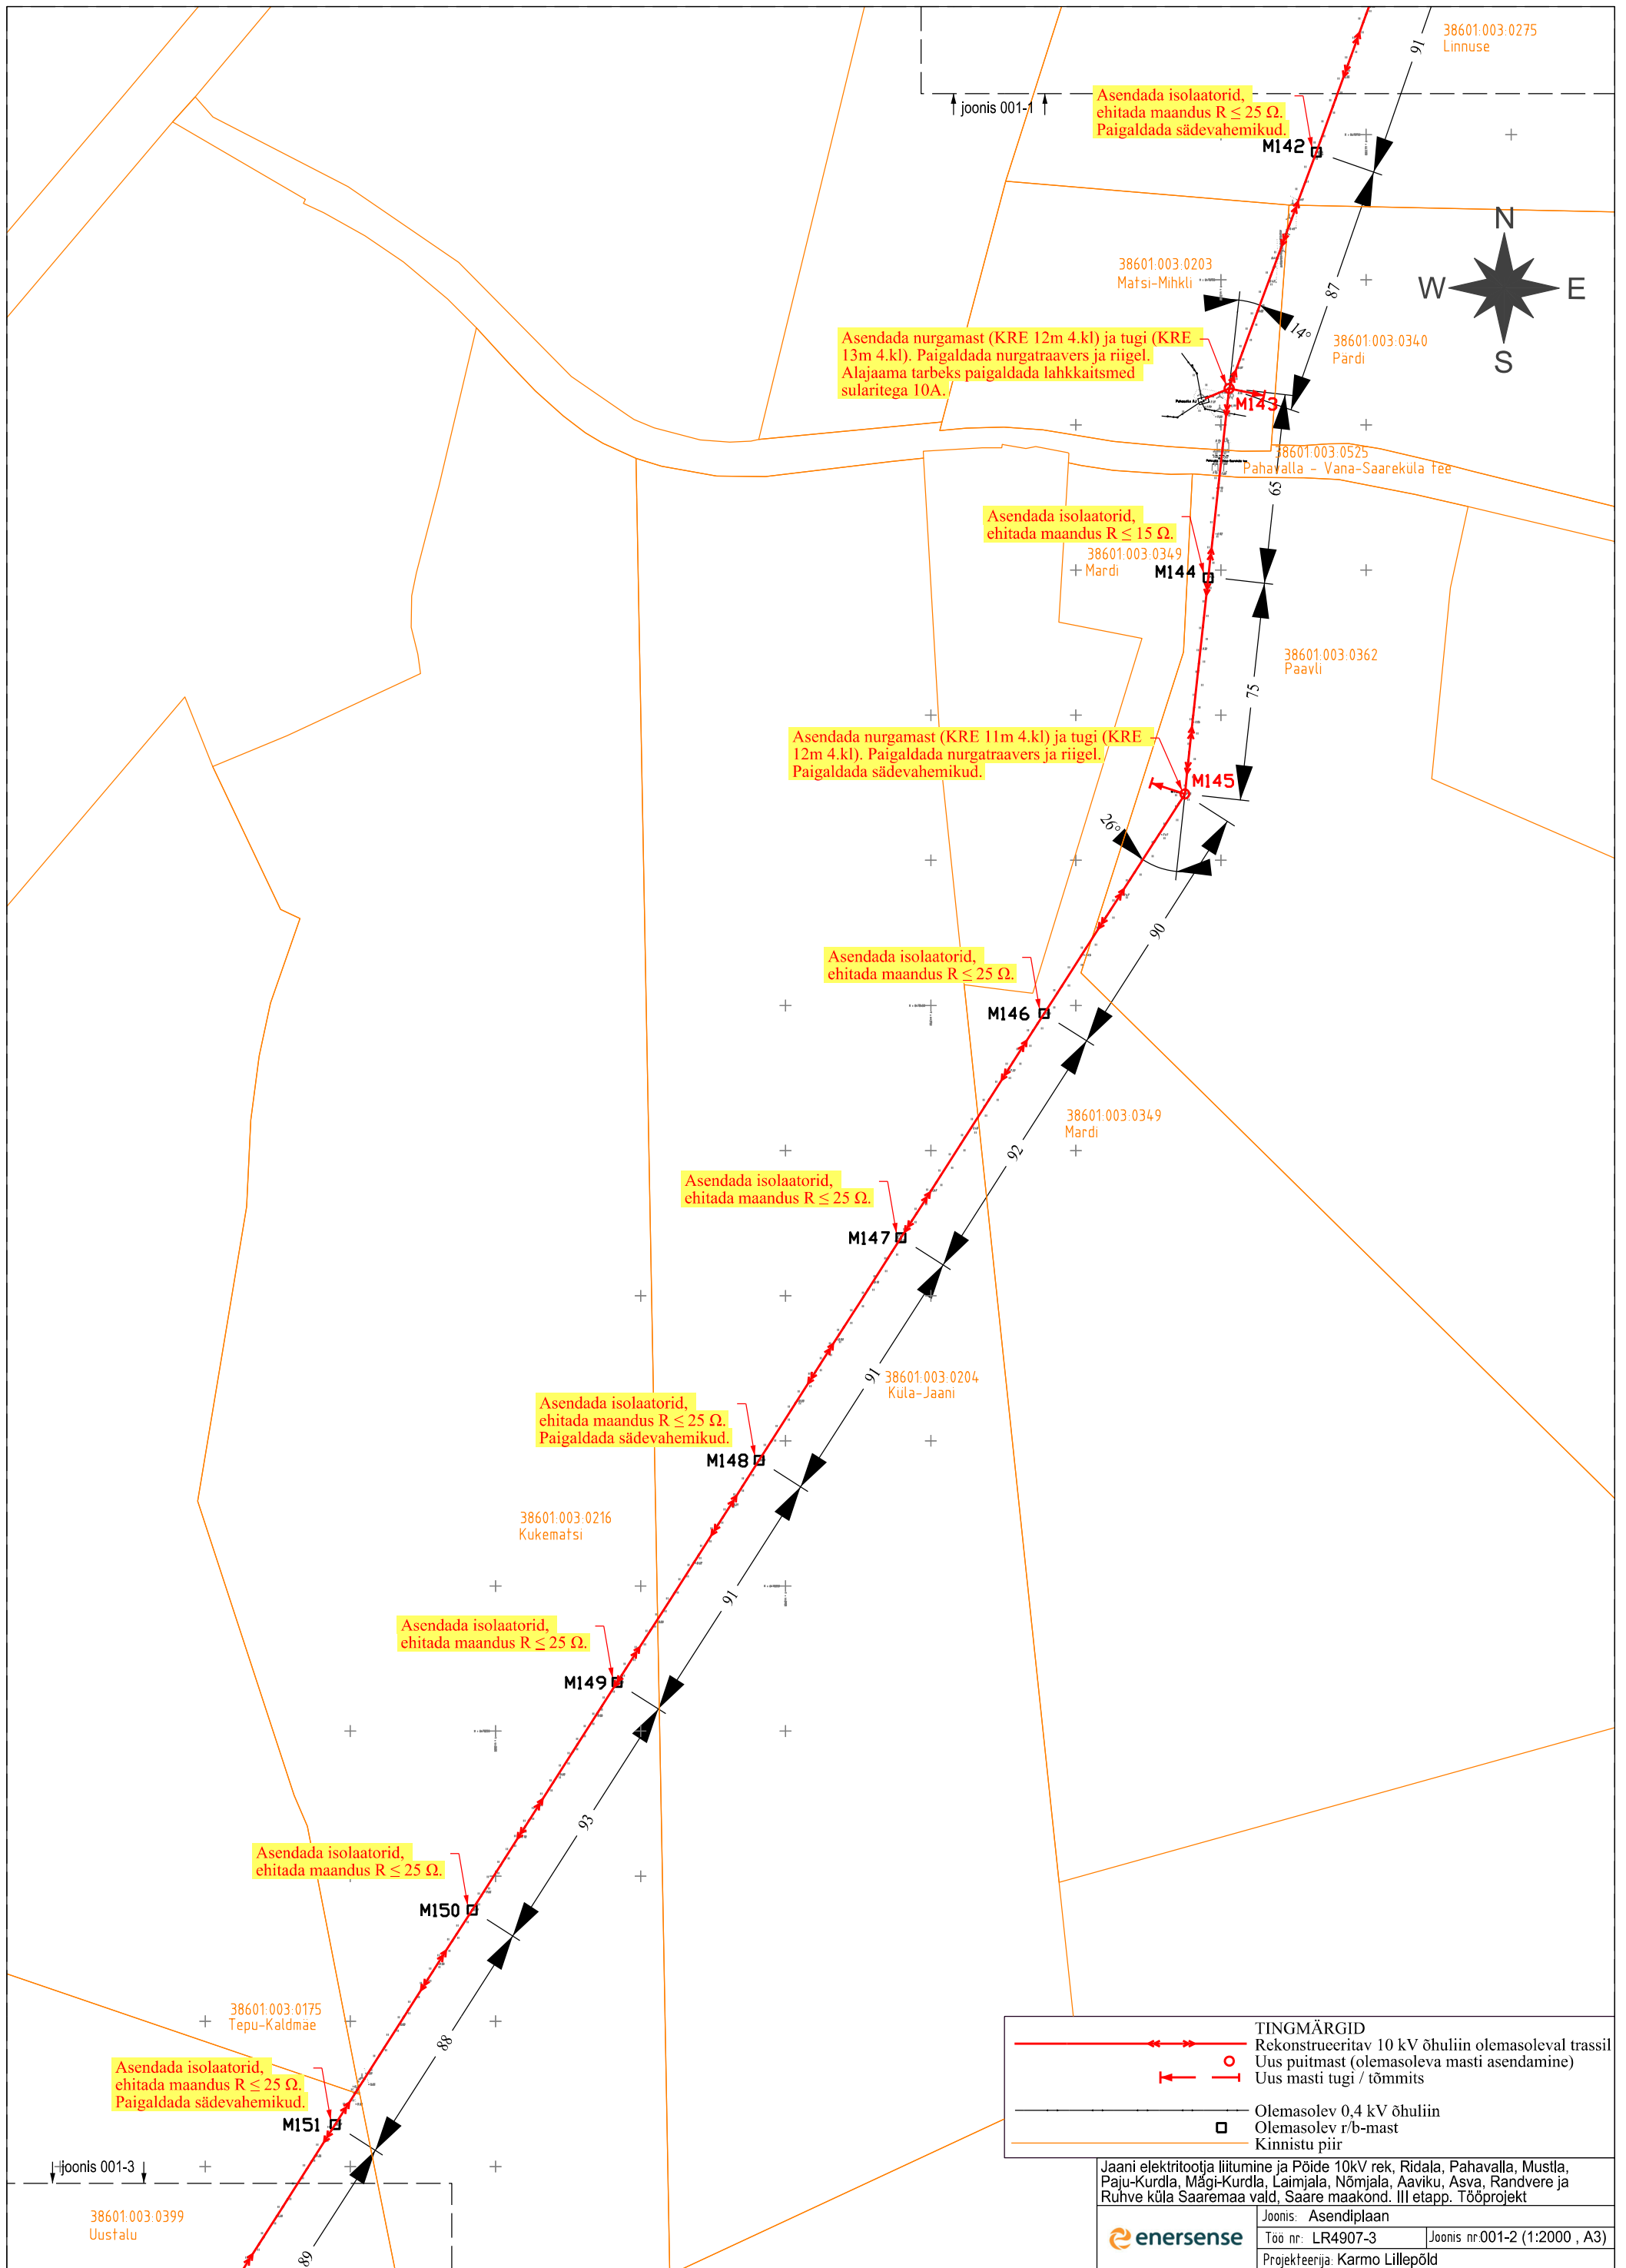 38601:003:0275
Linnuse
91
joonis 001-1
Asendada isolaatorid,
ehitada maandus R ≤ 25 Ω.
Paigaldada sädevahemikud.
M142
N
W
E
S
38601:003:0203
Matsi-Mihkli
87
14°
38601:003:0340
Pärdi
Asendada nurgamast (KRE 12m 4.kl) ja tugi (KRE
13m 4.kl). Paigaldada nurgatraavers ja riigel.
Alajaama tarbeks paigaldada lahkkaitsmed
sularitega 10A.
M143
38601:003:0525
Pahavalla - Vana-Saareküla tee
65
Asendada isolaatorid,
ehitada maandus R ≤ 15 Ω.
38601:003:0349
Mardi
M144
38601:003:0362
Paavli
75
Asendada nurgamast (KRE 11m 4.kl) ja tugi (KRE
12m 4.kl). Paigaldada nurgatraavers ja riigel.
Paigaldada sädevahemikud.
M145
26°
90
Asendada isolaatorid,
ehitada maandus R ≤ 25 Ω.
M146
38601:003:0349
Mardi
92
Asendada isolaatorid,
ehitada maandus R ≤ 25 Ω.
M147
91
38601:003:0204
Küla-Jaani
Asendada isolaatorid,
ehitada maandus R ≤ 25 Ω.
Paigaldada sädevahemikud.
M148
38601:003:0216
Kukematsi
91
Asendada isolaatorid,
ehitada maandus R ≤ 25 Ω.
M149
93
Asendada isolaatorid,
ehitada maandus R ≤ 25 Ω.
M150
38601:003:0175
Tepu-Kaldmäe
88
Asendada isolaatorid,
ehitada maandus R ≤ 25 Ω.
Paigaldada sädevahemikud.
M151
joonis 001-3
38601:003:0399
Uustalu
89
TINGMÄRGID
Rekonstrueeritav 10 kV õhuliin olemasoleval trassil
Uus puitmast (olemasoleva masti asendamine)
Uus masti tugi / tõmmits
Olemasolev 0,4 kV õhuliin
Olemasolev r/b-mast
Kinnistu piir
Jaani elektritootja liitumine ja Pöide 10kV rek, Ridala, Pahavalla, Mustla,
Paju-Kurdla, Mägi-Kurdla, Laimjala, Nõmjala, Aaviku, Asva, Randvere ja
Ruhve küla Saaremaa vald, Saare maakond. III etapp. Tööprojekt
enersense
Joonis: Asendiplaan
Töö nr: LR4907-3
Joonis nr:001-2 (1:2000 , A3)
Projekteerija: Karmo Lillepõld